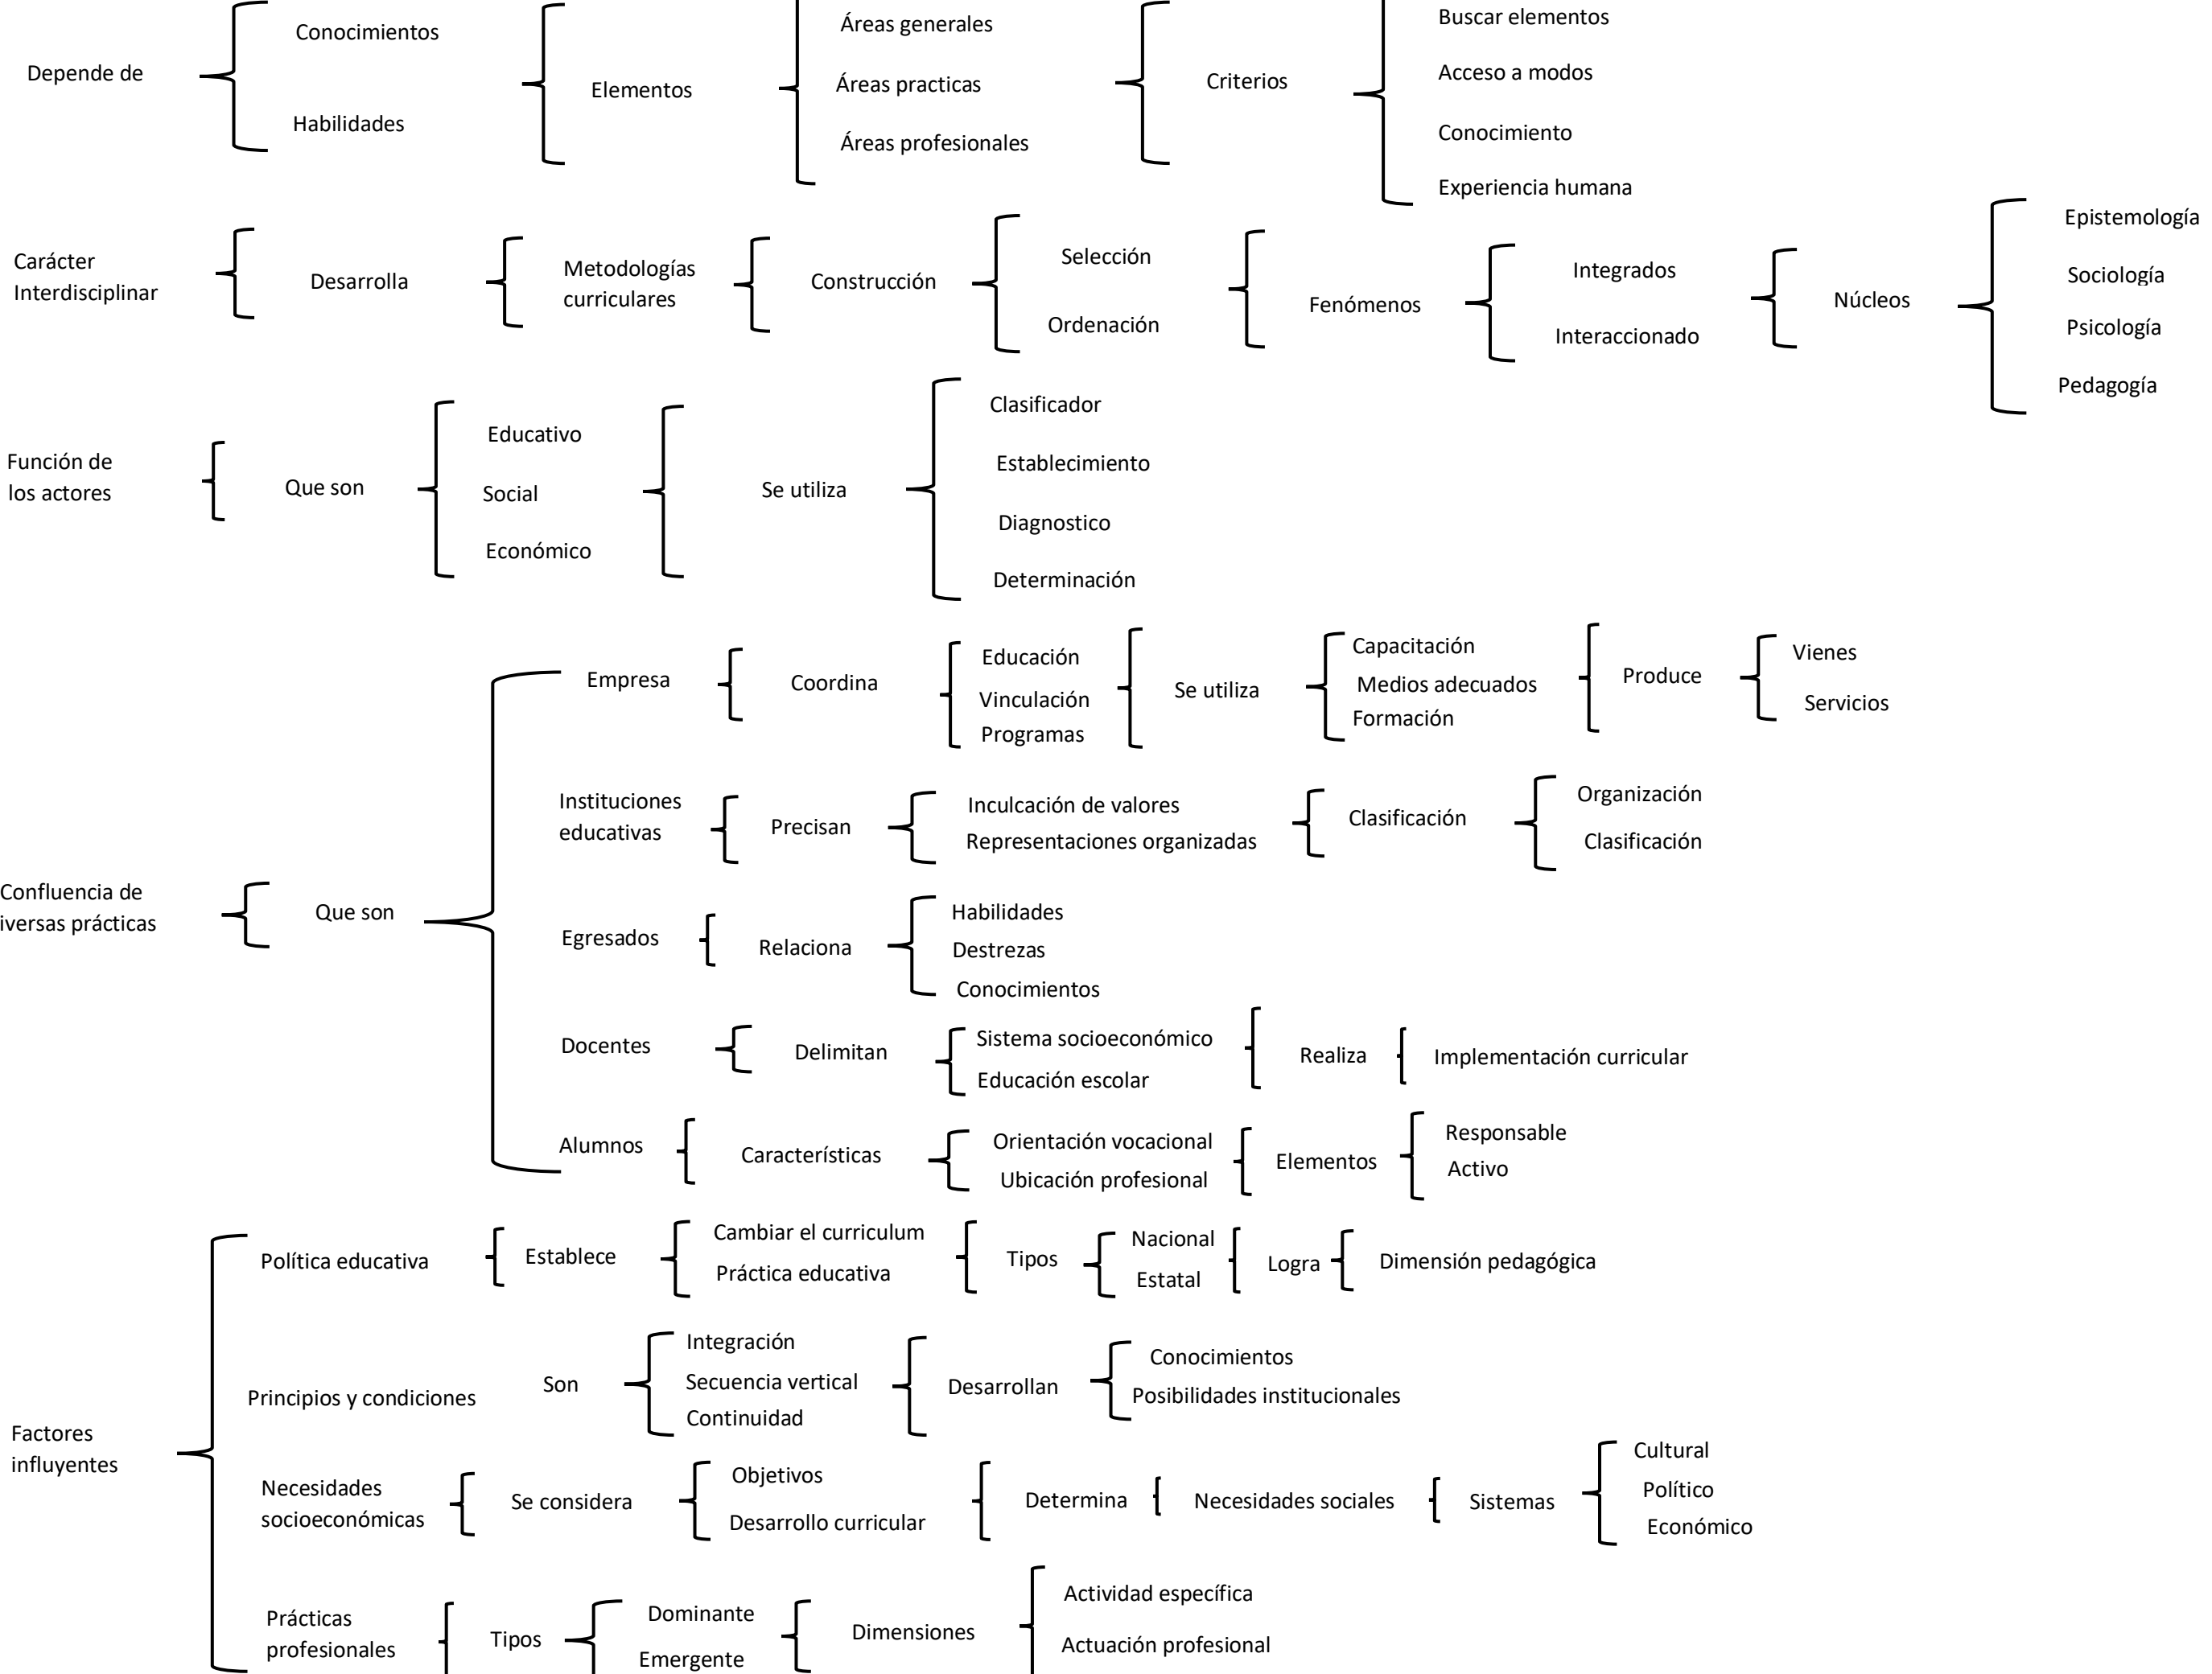 Depende de
Conocimientos
Habilidades
Elementos
Áreas generales
Áreas practicas
Áreas profesionales
Criterios
Buscar elementos
Acceso a modos
Conocimiento
Experiencia humana
Carácter
Interdisciplinar
Desarrolla
Metodologías
curriculares
Construcción
Selección
Ordenación
Fenómenos
Integrados
Interaccionado
Núcleos
Epistemología
Sociología
Psicología
Pedagogía
Función de
los actores
Que son
Educativo
Social
Económico
Se utiliza
Clasificador
Establecimiento
Diagnostico
Determinación
Confluencia de
iversas prácticas
Que son
Empresa
Coordina
Educación
Vinculación
Programas
Se utiliza
Capacitación
Medios adecuados
Formación
Produce
Vienes
Servicios
Instituciones
educativas
Precisan
Inculcación de valores
Representaciones organizadas
Clasificación
Organización
Clasificación
Egresados
Relaciona
Habilidades
Destrezas
Conocimientos
Docentes
Delimitan
Sistema socioeconómico
Educación escolar
Realiza
Implementación curricular
Alumnos
Características
Orientación vocacional
Ubicación profesional
Elementos
Responsable
Activo
Factores
influyentes
Política educativa
Establece
Cambiar el curriculum
Práctica educativa
Tipos
Nacional
Estatal
Logra
Dimensión pedagógica
Principios y condiciones
Son
Integración
Secuencia vertical
Continuidad
Desarrollan
Conocimientos
Posibilidades institucionales
Necesidades
socioeconómicas
Se considera
Objetivos
Desarrollo curricular
Determina
Necesidades sociales
Sistemas
Cultural
Político
Económico
Prácticas
profesionales
Tipos
Dominante
Emergente
Dimensiones
Actividad específica
Actuación profesional